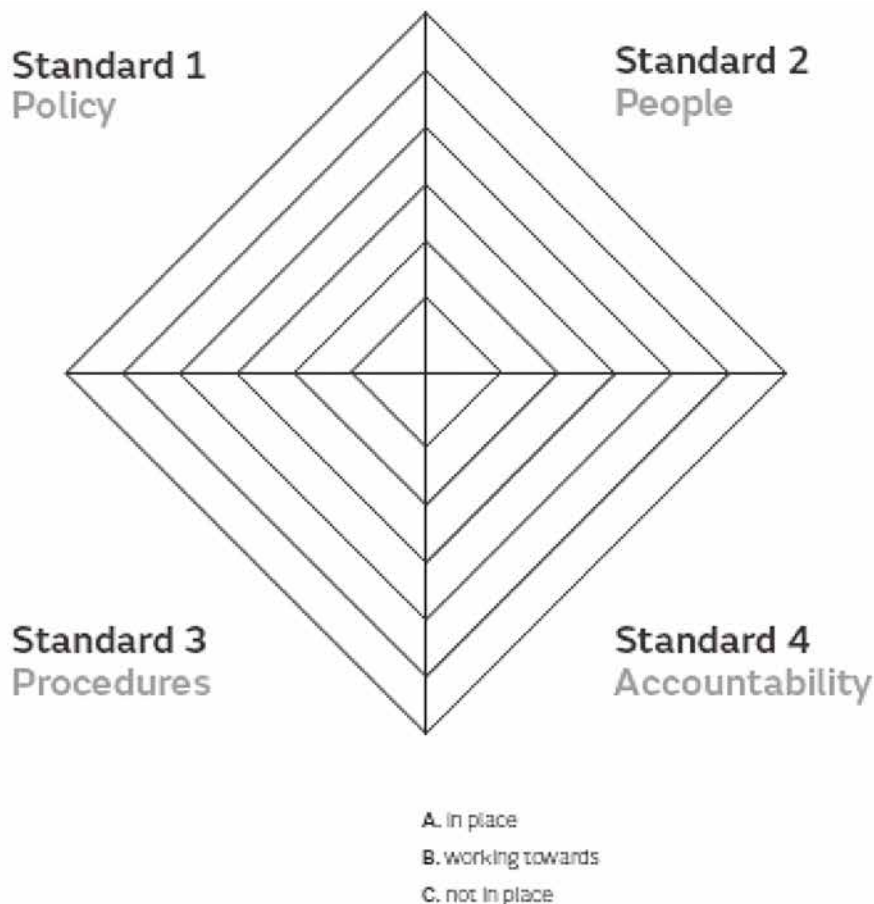 Standard 1
Policy
Standard 2
People
Standard 3
Procedures
Standard 4
Accountability
A. in place
B. working towards
C. not in place